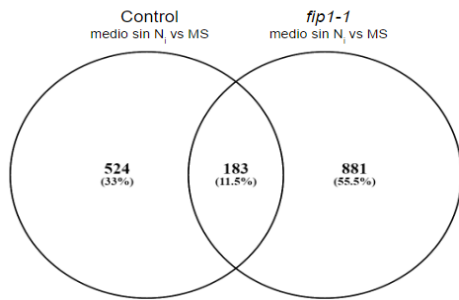 Control
medio sin Ni vs MS
fip1-1
medio sin Ni vs MS
524
(33%)
183
(11.5%)
881
(55.5%)